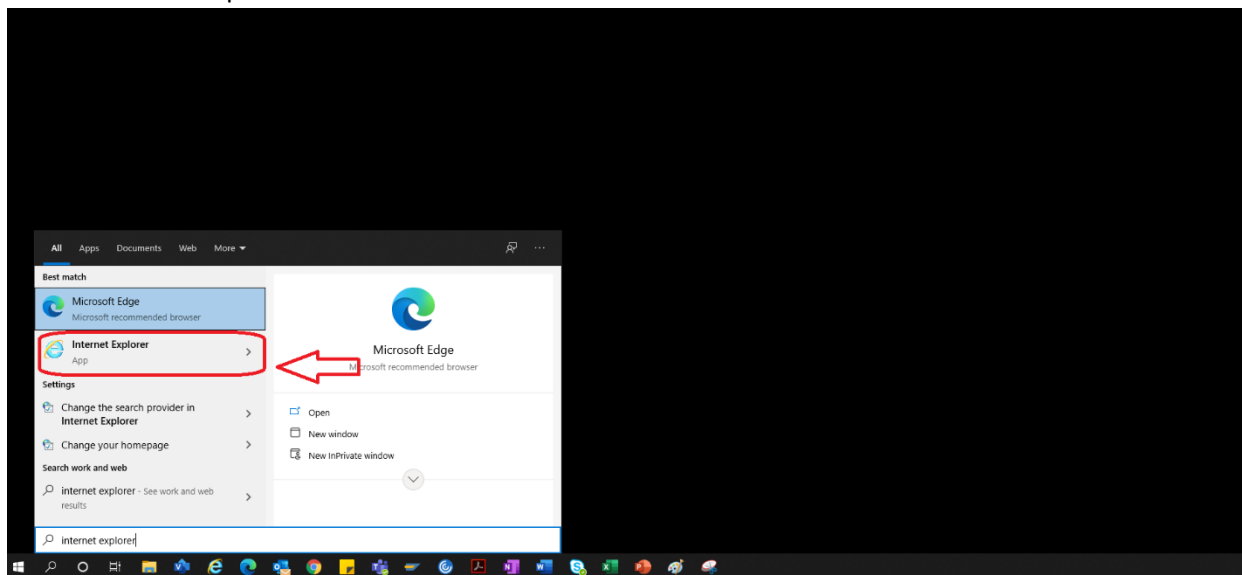 All Apps Documents Web More
Best match
Microsoft Edge
Microsoft recommended browser
Internet Explorer
App
Settings
Change the search provider in
Internet Explorer
Change your homepage
Search work and web
internet explorer - See work and web
results
internet explorer
Microsoft Edge
Microsoft recommended browser
Open
New window
New InPrivate window